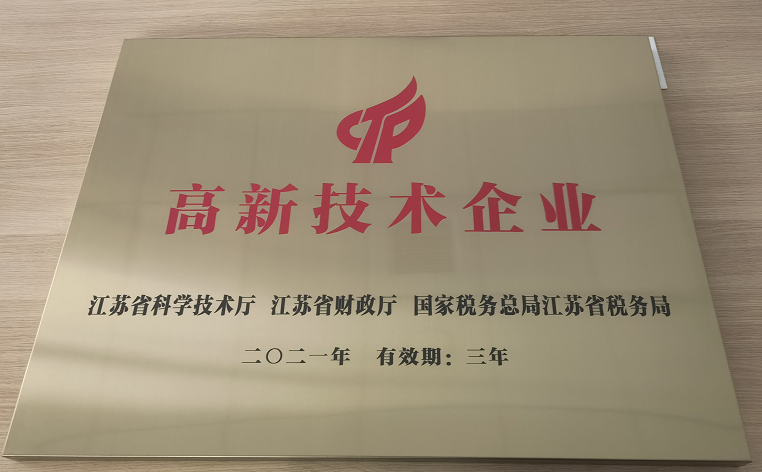 高新技术企业
江苏省科学技术厅 江苏省财政厅 国家税务总局江苏省税务局
二〇二一年 有效期：三年